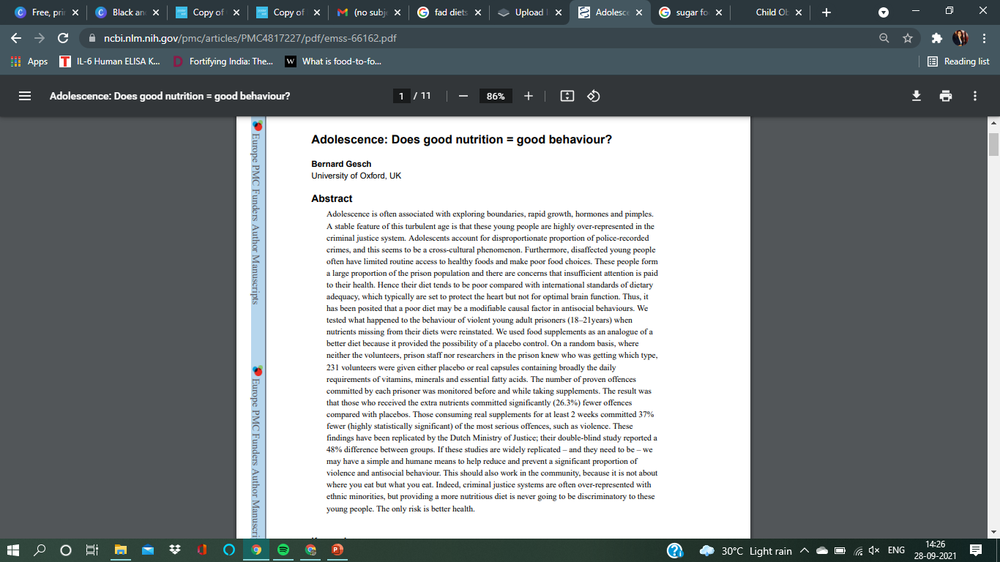 Free, prin
Black an
Copy of
Copy of
(no subj
fad diets
Upload I
Adolesce
sugar fo
Child Ob
ncbi.nlm.nih.gov/pmc/articles/PMC4817227/pdf/emss-66162.pdf
Apps
IL-6 Human ELISA K...
Fortifying India: The...
What is food-to-fo...
Reading list
Adolescence: Does good nutrition = good behaviour?
1 / 11
86%
Europe PMC Funders Author Manuscripts
Europe PMC Funders Author Manuscri
Adolescence: Does good nutrition = good behaviour?
Bernard Gesch
University of Oxford, UK
Abstract
Adolescence is often associated with exploring boundaries, rapid growth, hormones and pimples.
A stable feature of this turbulent age is that these young people are highly over-represented in the
criminal justice system. Adolescents account for disproportionate proportion of police-recorded
crimes, and this seems to be a cross-cultural phenomenon. Furthermore, disaffected young people
often have limited routine access to healthy foods and make poor food choices. These people form
a large proportion of the prison population and there are concerns that insufficient attention is paid
to their health. Hence their diet tends to be poor compared with international standards of dietary
adequacy, which typically are set to protect the heart but not for optimal brain function. Thus, it
has been posited that a poor diet may be a modifiable causal factor in antisocial behaviours. We
tested what happened to the behaviour of violent young adult prisoners (18–21years) when
nutrients missing from their diets were reinstated. We used food supplements as an analogue of a
better diet because it provided the possibility of a placebo control. On a random basis, where
neither the volunteers, prison staff nor researchers in the prison knew who was getting which type,
231 volunteers were given either placebo or real capsules containing broadly the daily
requirements of vitamins, minerals and essential fatty acids. The number of proven offences
committed by each prisoner was monitored before and while taking supplements. The result was
that those who received the extra nutrients committed significantly (26.3%) fewer offences
compared with placebos. Those consuming real supplements for at least 2 weeks committed 37%
fewer (highly statistically significant) of the most serious offences, such as violence. These
findings have been replicated by the Dutch Ministry of Justice; their double-blind study reported a
48% difference between groups. If these studies are widely replicated – and they need to be – we
may have a simple and humane means to help reduce and prevent a significant proportion of
violence and antisocial behaviour. This should also work in the community, because it is not about
where you eat but what you eat. Indeed, criminal justice systems are often over-represented with
ethnic minorities, but providing a more nutritious diet is never going to be discriminatory to these
young people. The only risk is better health.
30°C Light rain
ENG
14:26
28-09-2021